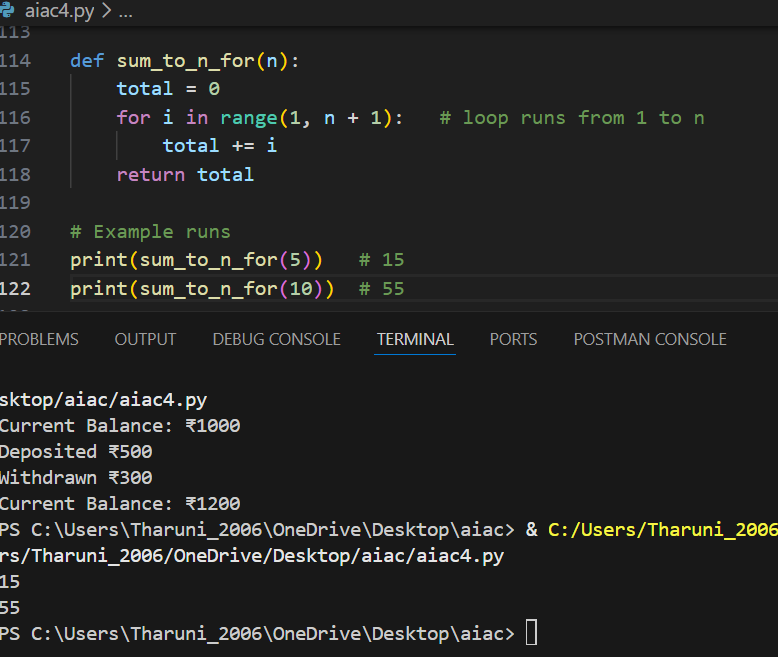 aiac4.py > ...
113
114 def sum_to_n_for(n):
115 total = 0
116 for i in range(1, n + 1): # loop runs from 1 to n
117 total += i
118 return total
119
120 # Example runs
121 print(sum_to_n_for(5)) # 15
122 print(sum_to_n_for(10)) # 55
PROBLEMS OUTPUT DEBUG CONSOLE TERMINAL PORTS POSTMAN CONSOLE
sktop/aiac/aiac4.py
Current Balance: ₹1000
Deposited ₹500
Withdrawn ₹300
Current Balance: ₹1200
PS C:\Users\Tharuni_2006\OneDrive\Desktop\aiac> & C:/Users/Tharuni_2006
rs/Tharuni_2006/OneDrive/Desktop/aiac/aiac4.py
15
55
PS C:\Users\Tharuni_2006\OneDrive\Desktop\aiac>